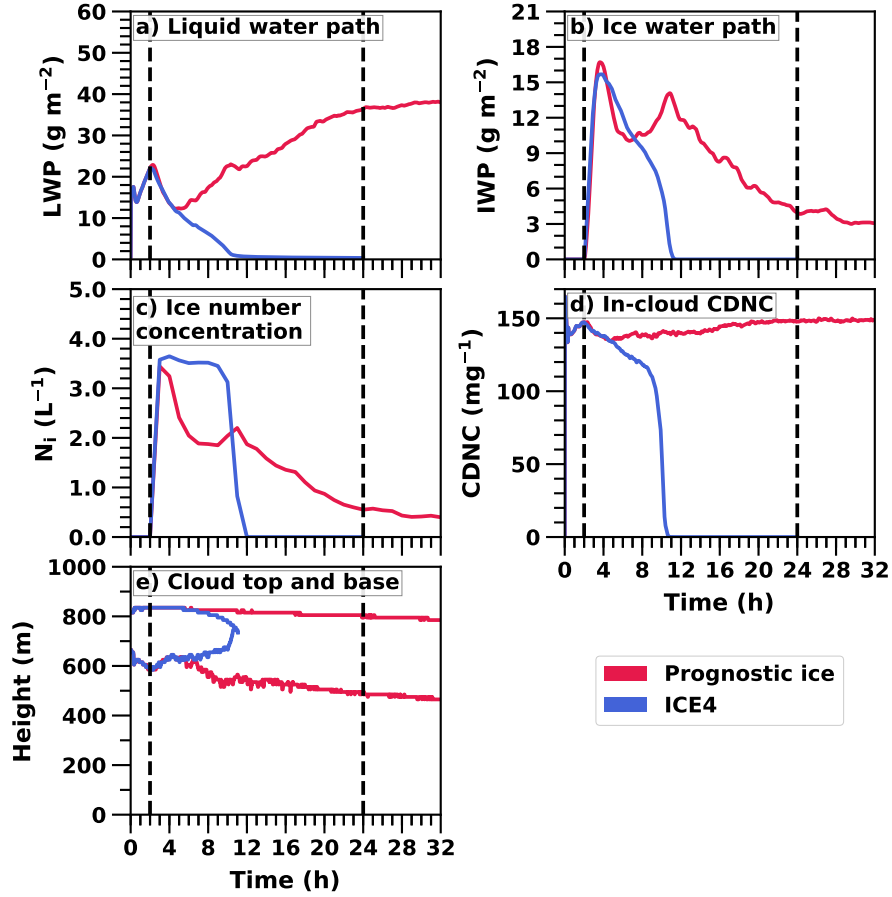 a) Liquid water path
LWP (g m⁻²)
60
50
40
30
20
10
0
b) Ice water path
IWP (g m⁻²)
21
18
15
12
9
6
3
0
c) Ice number
concentration
Nᵢ (L⁻¹)
5.0
4.0
3.0
2.0
1.0
0.0
d) In-cloud CDNC
CDNC (mg⁻¹)
150
100
50
0
0 4 8 12 16 20 24 28 32
Time (h)
e) Cloud top and base
Height (m)
1000
800
600
400
200
0
0 4 8 12 16 20 24 28 32
Time (h)
Prognostic ice
ICE4